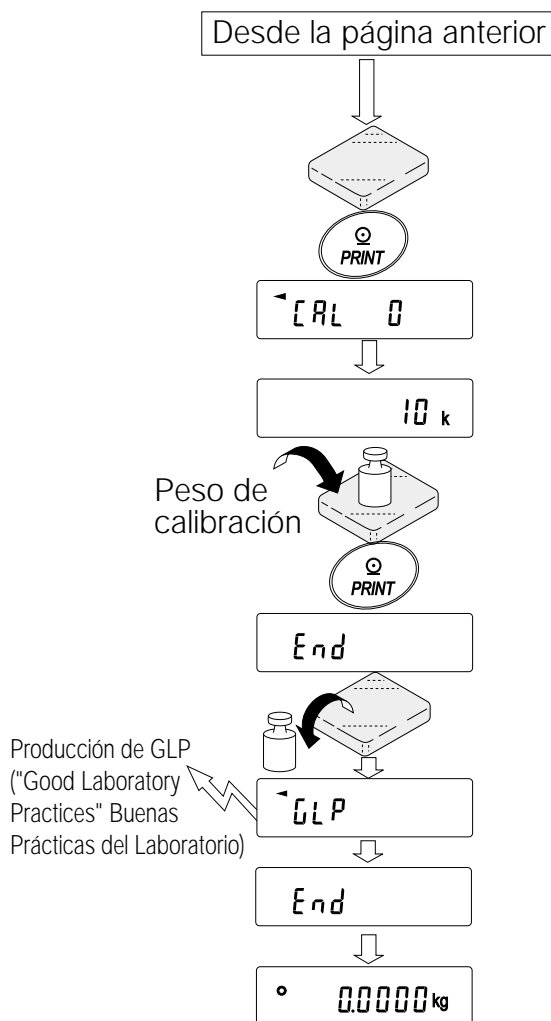 Desde la página anterior
PRINT
CAL 0
10 k
Peso de
calibración
PRINT
End
Producción de GLP
("Good Laboratory
Practices" Buenas
Prácticas del Laboratorio)
GLP
End
0.0000 kg